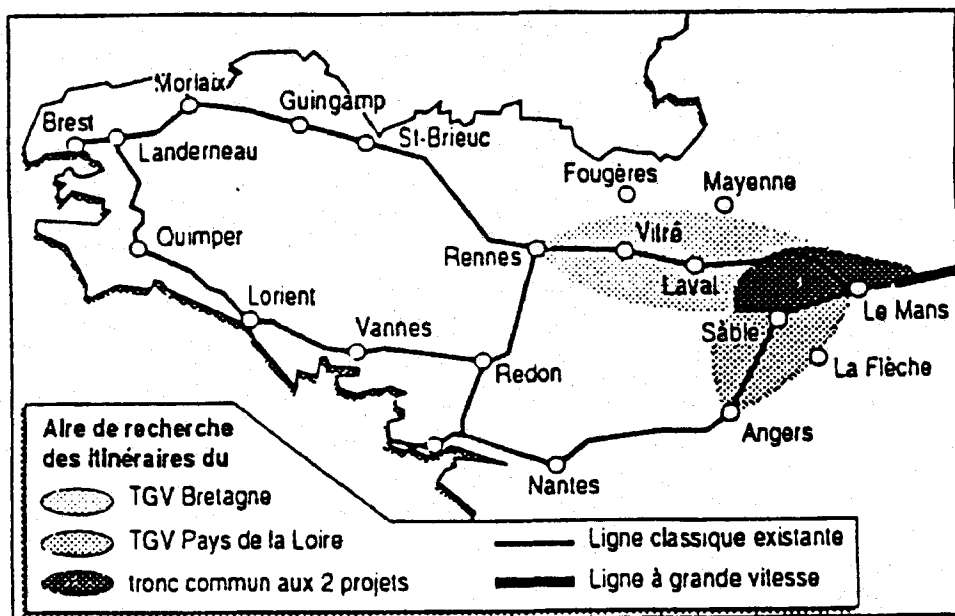 Morlaix
Guingamp
Brest
St-Brieuc
Landerneau
Fougères
Mayenne
Quimper
Vitré
Rennes
Laval
Lorient
Le Mans
Vannes
Sâble
Redon
La Flèche
Angers
Nantes
Aire de recherche
des itinéraires du
TGV Bretagne
TGV Pays de la Loire
tronc commun aux 2 projets
Ligne classique existante
Ligne à grande vitesse